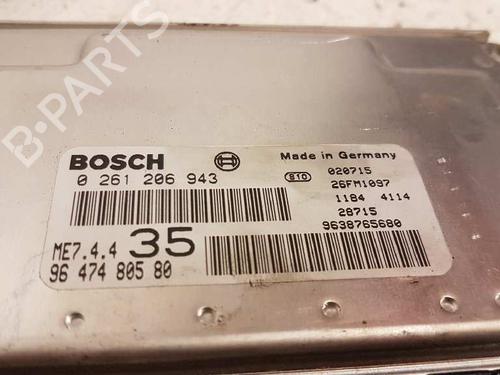 B-PARTS
BOSCH
Made in Germany
0 261 206 943
S10 020715
26FM1097
1184 4114
28715
9638765680
ME7.4.4 35
96 474 805 80